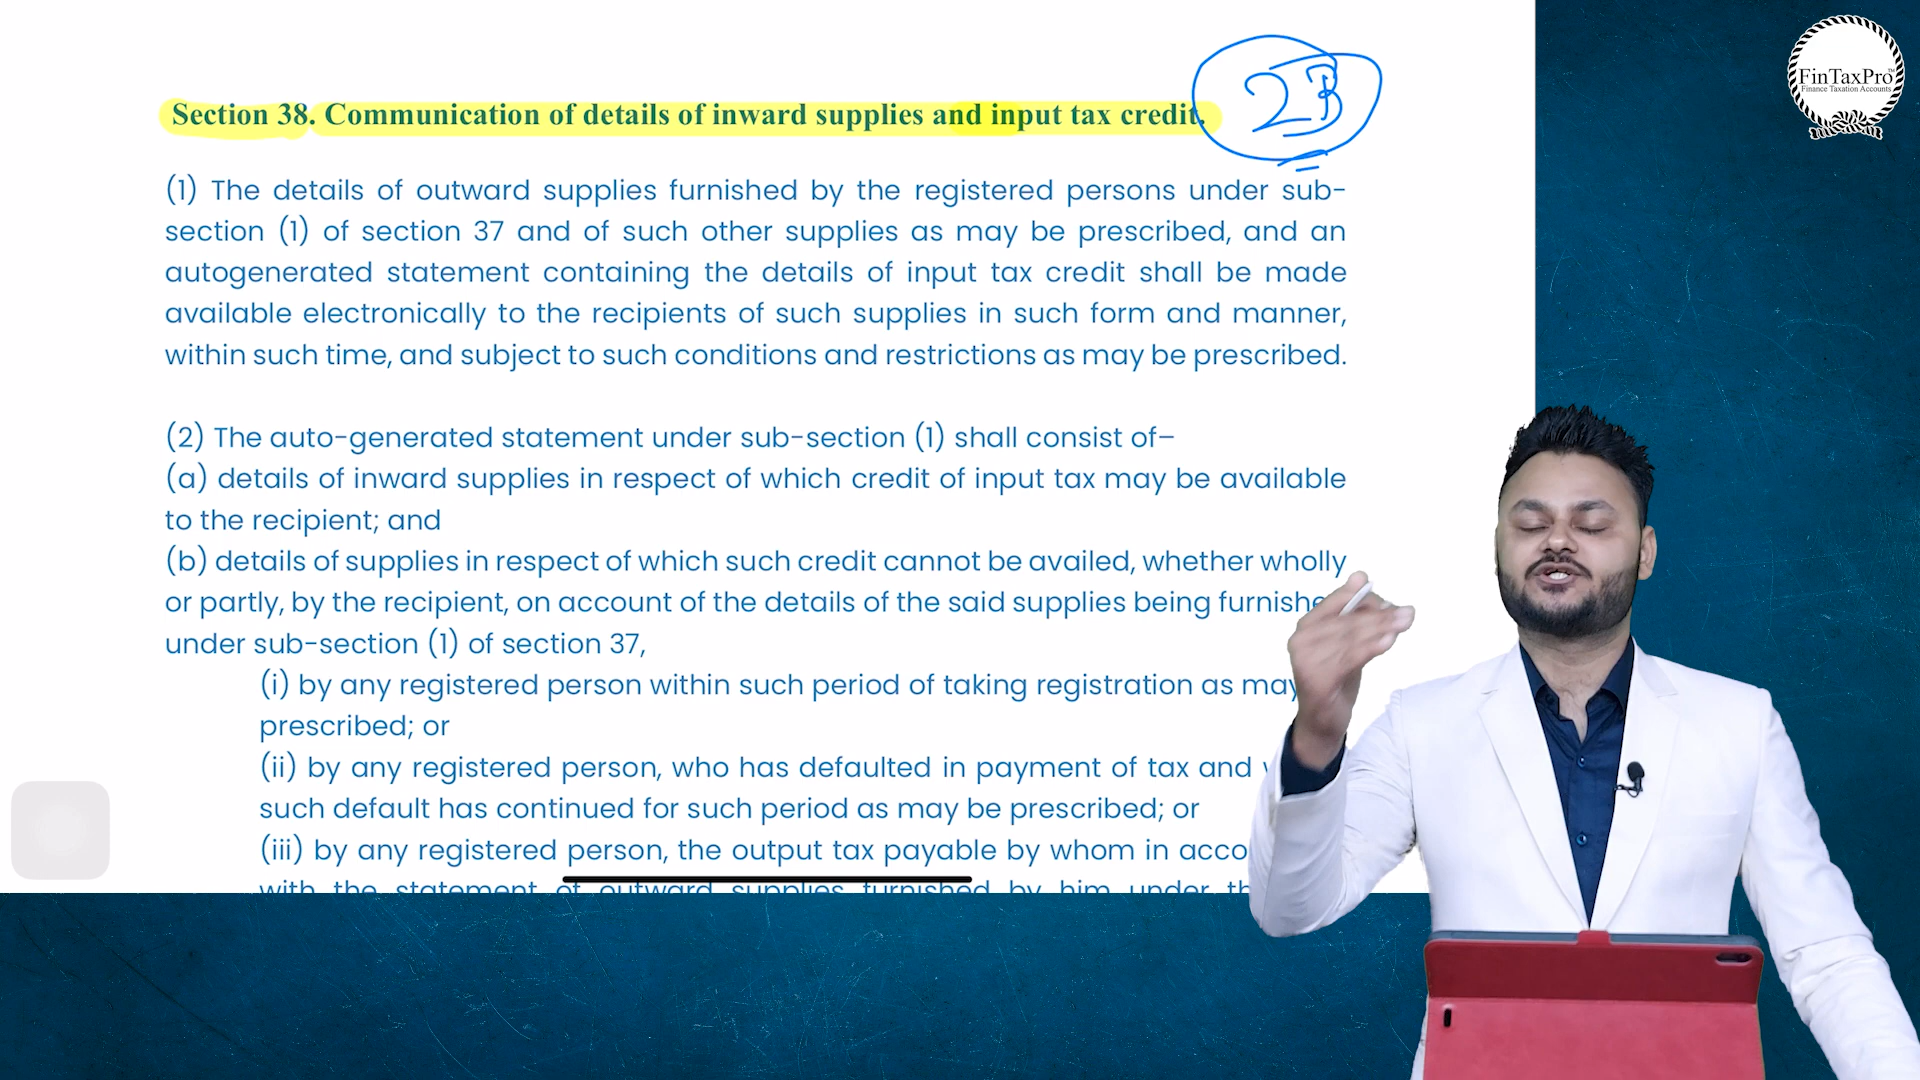 2B
FinTaxPro
Finance Taxation Accounts
Section 38. Communication of details of inward supplies and input tax credit.
(1) The details of outward supplies furnished by the registered persons under sub-
section (1) of section 37 and of such other supplies as may be prescribed, and an
autogenerated statement containing the details of input tax credit shall be made
available electronically to the recipients of such supplies in such form and manner,
within such time, and subject to such conditions and restrictions as may be prescribed.
(2) The auto-generated statement under sub-section (1) shall consist of–
(a) details of inward supplies in respect of which credit of input tax may be available
to the recipient; and
(b) details of supplies in respect of which such credit cannot be availed, whether wholly
or partly, by the recipient, on account of the details of the said supplies being
under sub-section (1) of section 37,
(i) by any registered person within such period of taking registration as may
prescribed; or
(ii) by any registered person, who has defaulted in payment of tax and
such default has continued for such period as may be prescribed; or
(iii) by any registered person, the output tax payable by whom in
with the statement of outward supplies furnished by him under